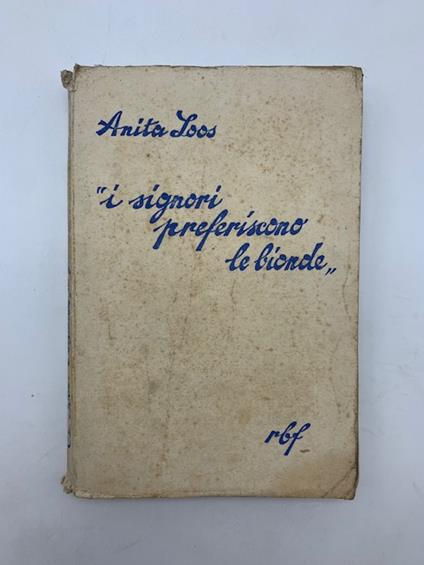 Anita Loos
"i signori
preferiscono
le bionde„
rbf